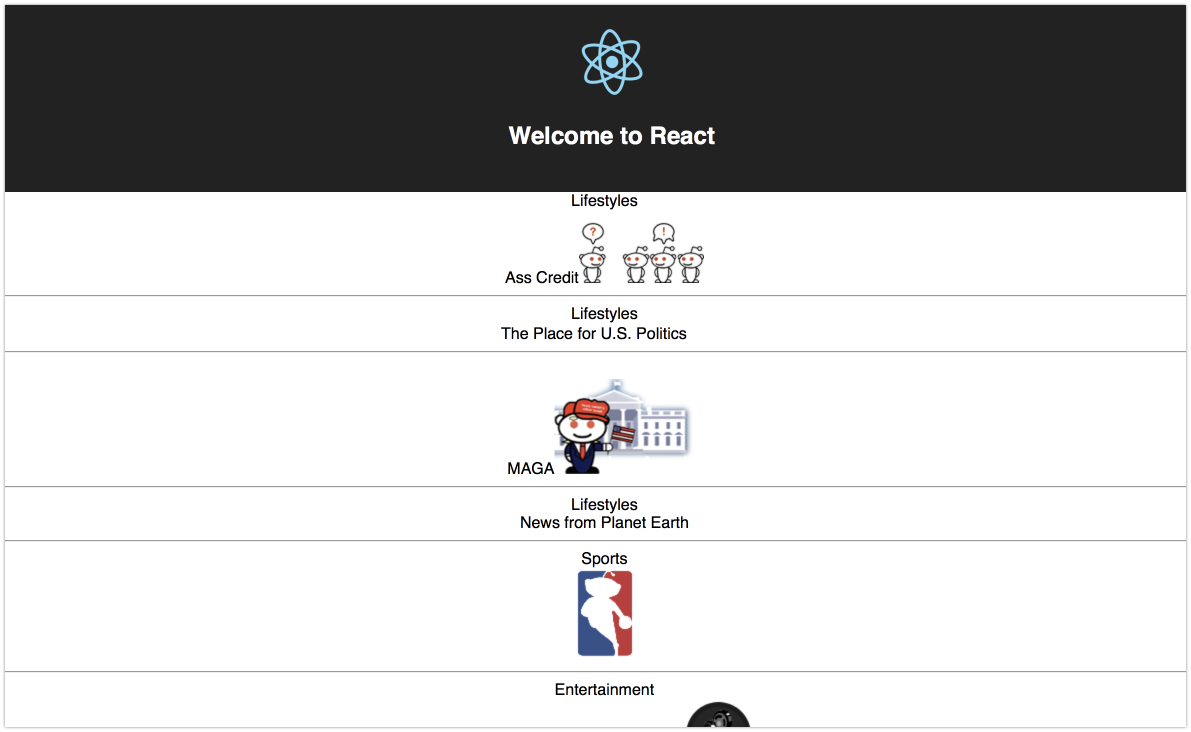 Welcome to React
Lifestyles
? !
Ass Credit
Lifestyles
The Place for U.S. Politics
MAGA
Lifestyles
News from Planet Earth
Sports
Entertainment